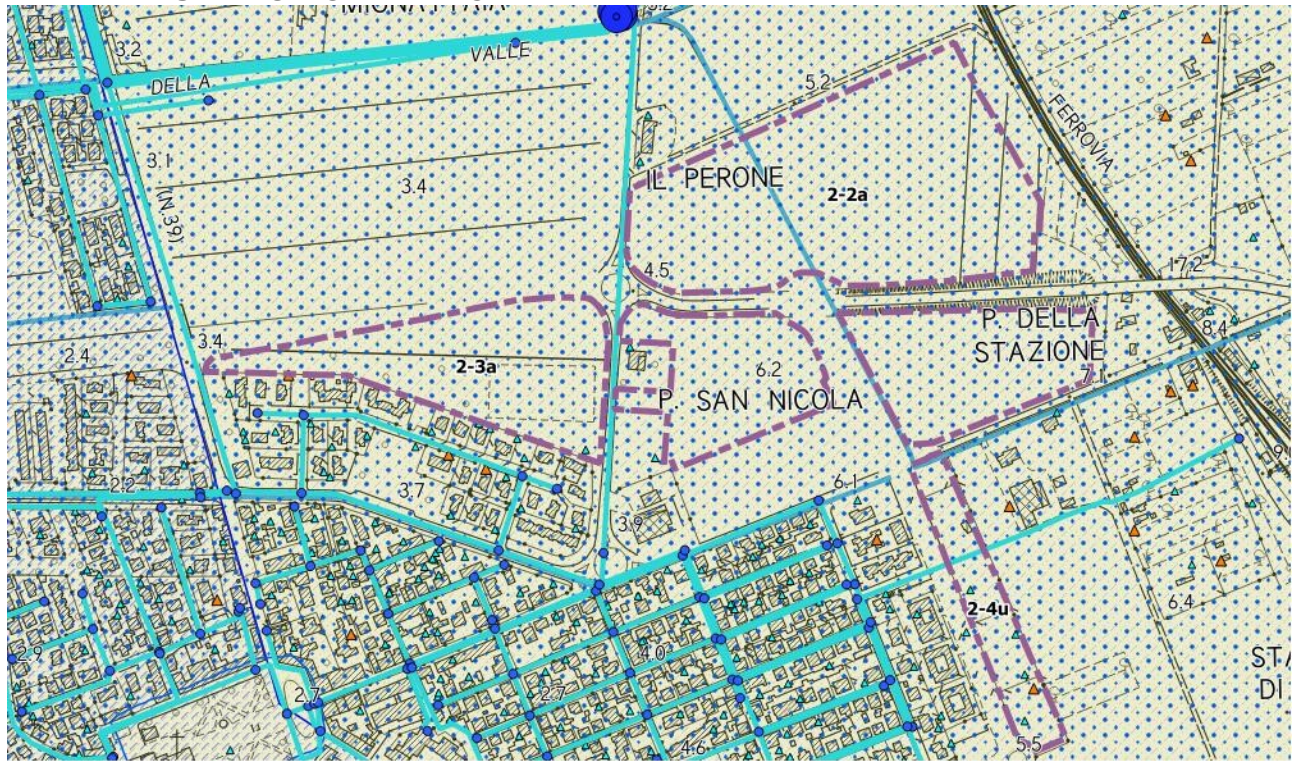 3.2
DELLA
VALLE
5.2
3.1
(N.39)
3.4
IL PERONE
2-2a
FERROVIA
4.5
17.2
P. DELLA
STAZIONE
8.4
3.4
2.4
2-3a
6.2
7.1
P. SAN NICOLA
2.2
3.7
6.1
3.9
2-4u
6.4
2.9
4.0
2.7
2.7
4.6
5.5
DI